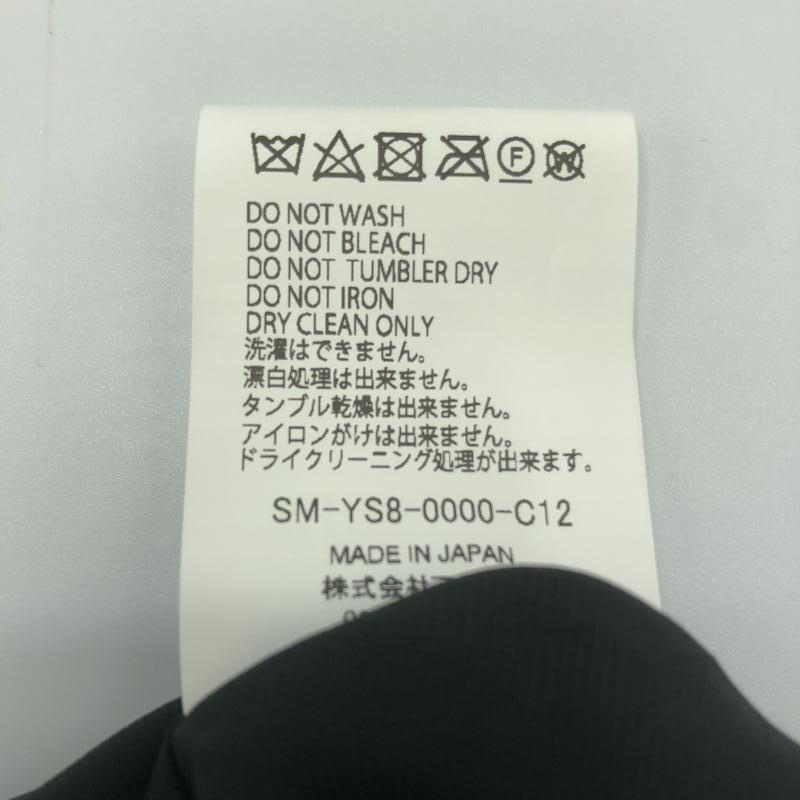 F W
DO NOT WASH
DO NOT BLEACH
DO NOT TUMBLER DRY
DO NOT IRON
DRY CLEAN ONLY
洗濯はできません。
漂白処理は出来ません。
タンブル乾燥は出来ません。
アイロンがけは出来ません。
ドライクリーニング処理が出来ます。
SM-YS8-0000-C12
MADE IN JAPAN
株式会